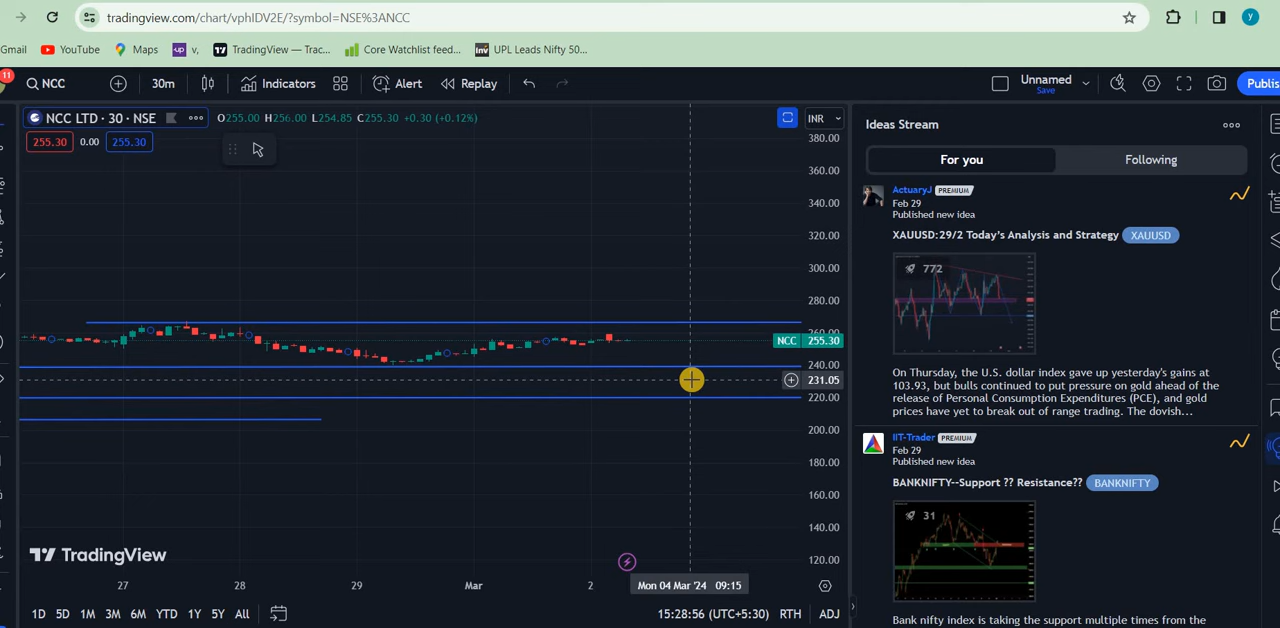 tradingview.com/chart/vphIDV2E/?symbol=NSE%3ANCC
Gmail YouTube Maps up v, TradingView — Trac... Core Watchlist feed... Inv UPL Leads Nifty 50...
11
NCC 30m Indicators Alert Replay Unnamed Save Publis
NCC LTD · 30 · NSE O255.00 H256.00 L254.85 C255.30 +0.30 (+0.12%) INR
255.30 0.00 255.30
380.00
360.00
340.00
320.00
300.00
280.00
260.00
NCC 255.30
240.00
231.05
220.00
200.00
180.00
160.00
140.00
120.00
TradingView
27 28 29 Mar 2 Mon 04 Mar '24 09:15
1D 5D 1M 3M 6M YTD 1Y 5Y All 15:28:56 (UTC+5:30) RTH ADJ
Ideas Stream
For you Following
ActuaryJ PREMIUM
Feb 29
Published new idea
XAUUSD:29/2 Today's Analysis and Strategy XAUUSD
772
On Thursday, the U.S. dollar index gave up yesterday's gains at
103.93, but bulls continued to put pressure on gold ahead of the
release of Personal Consumption Expenditures (PCE), and gold
prices have yet to break out of range trading. The dovish...
IIT-Trader PREMIUM
Feb 29
Published new idea
BANKNIFTY--Support ?? Resistance?? BANKNIFTY
31
Bank nifty index is taking the support multiple times from the